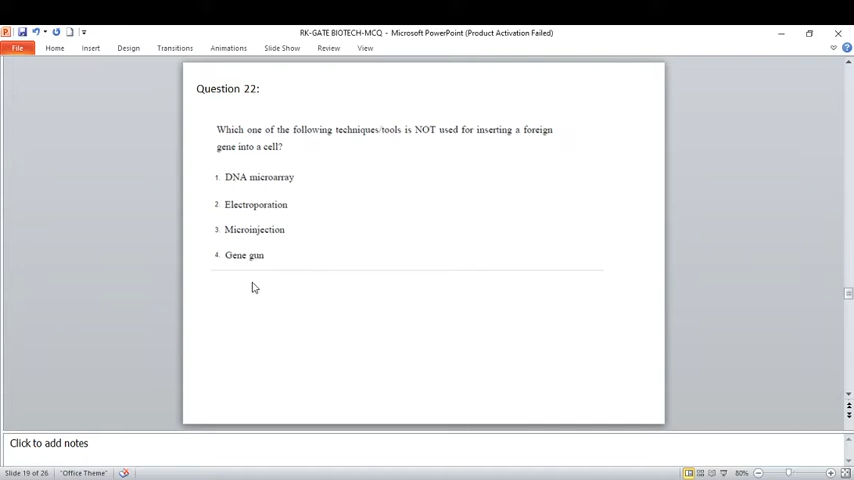 RK-GATE BIOTECH-MCQ - Microsoft PowerPoint (Product Activation Failed)
File Home Insert Design Transitions Animations Slide Show Review View
Question 22:
Which one of the following techniques/tools is NOT used for inserting a foreign
gene into a cell?
1. DNA microarray
2. Electroporation
3. Microinjection
4. Gene gun
Click to add notes
Slide 19 of 26 "Office Theme" 80%